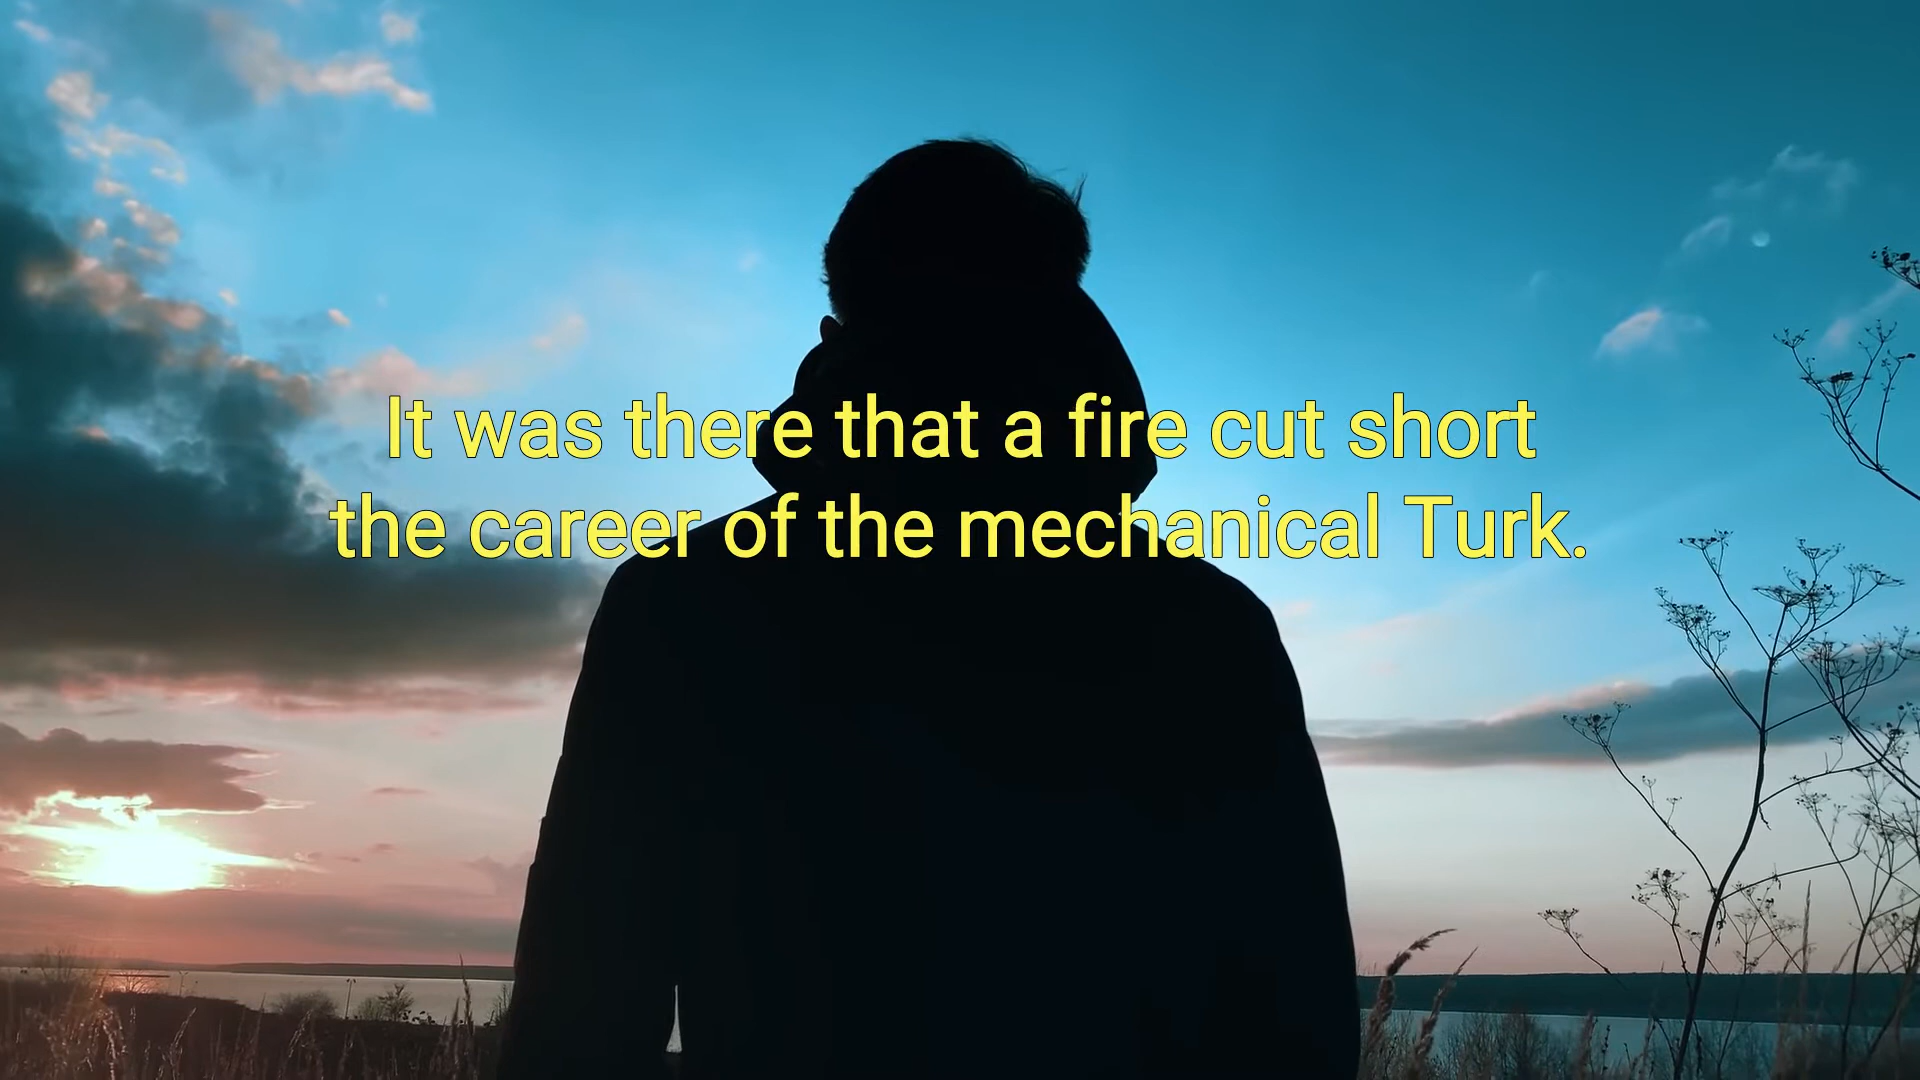 It was there that a fire cut short
the career of the mechanical Turk.